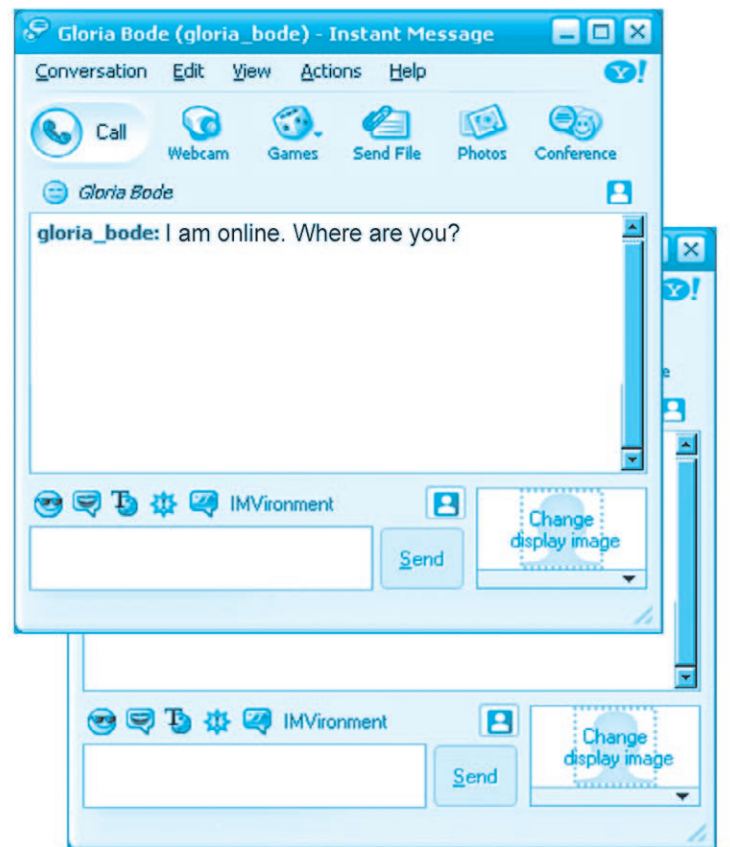 Gloria Bode (gloria_bode) - Instant Message
Conversation Edit View Actions Help
Y!
Call Webcam Games Send File Photos Conference
Gloria Bode
gloria_bode: I am online. Where are you?
IMVironment
Send
Change
display image
Y!
e
IMVironment
Send
Change
display image